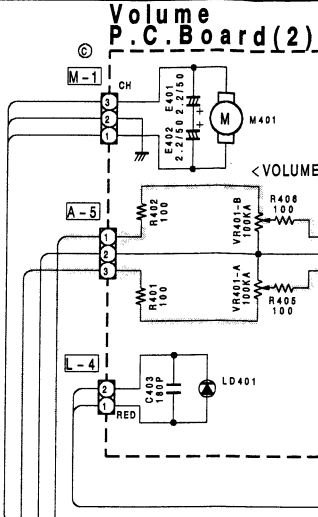 Volume
P.C.Board(2)
©
M-1
CH
3
2
1
E401
2.2/50
+
+
E402
2.2/50
M
M401
<VOLUME
A-5
1
2
3
R402
100
VR401-B
100KA
R406
100
R401
100
VR401-A
100KA
R405
100
L-4
2
1
RED
C403
180P
LD401